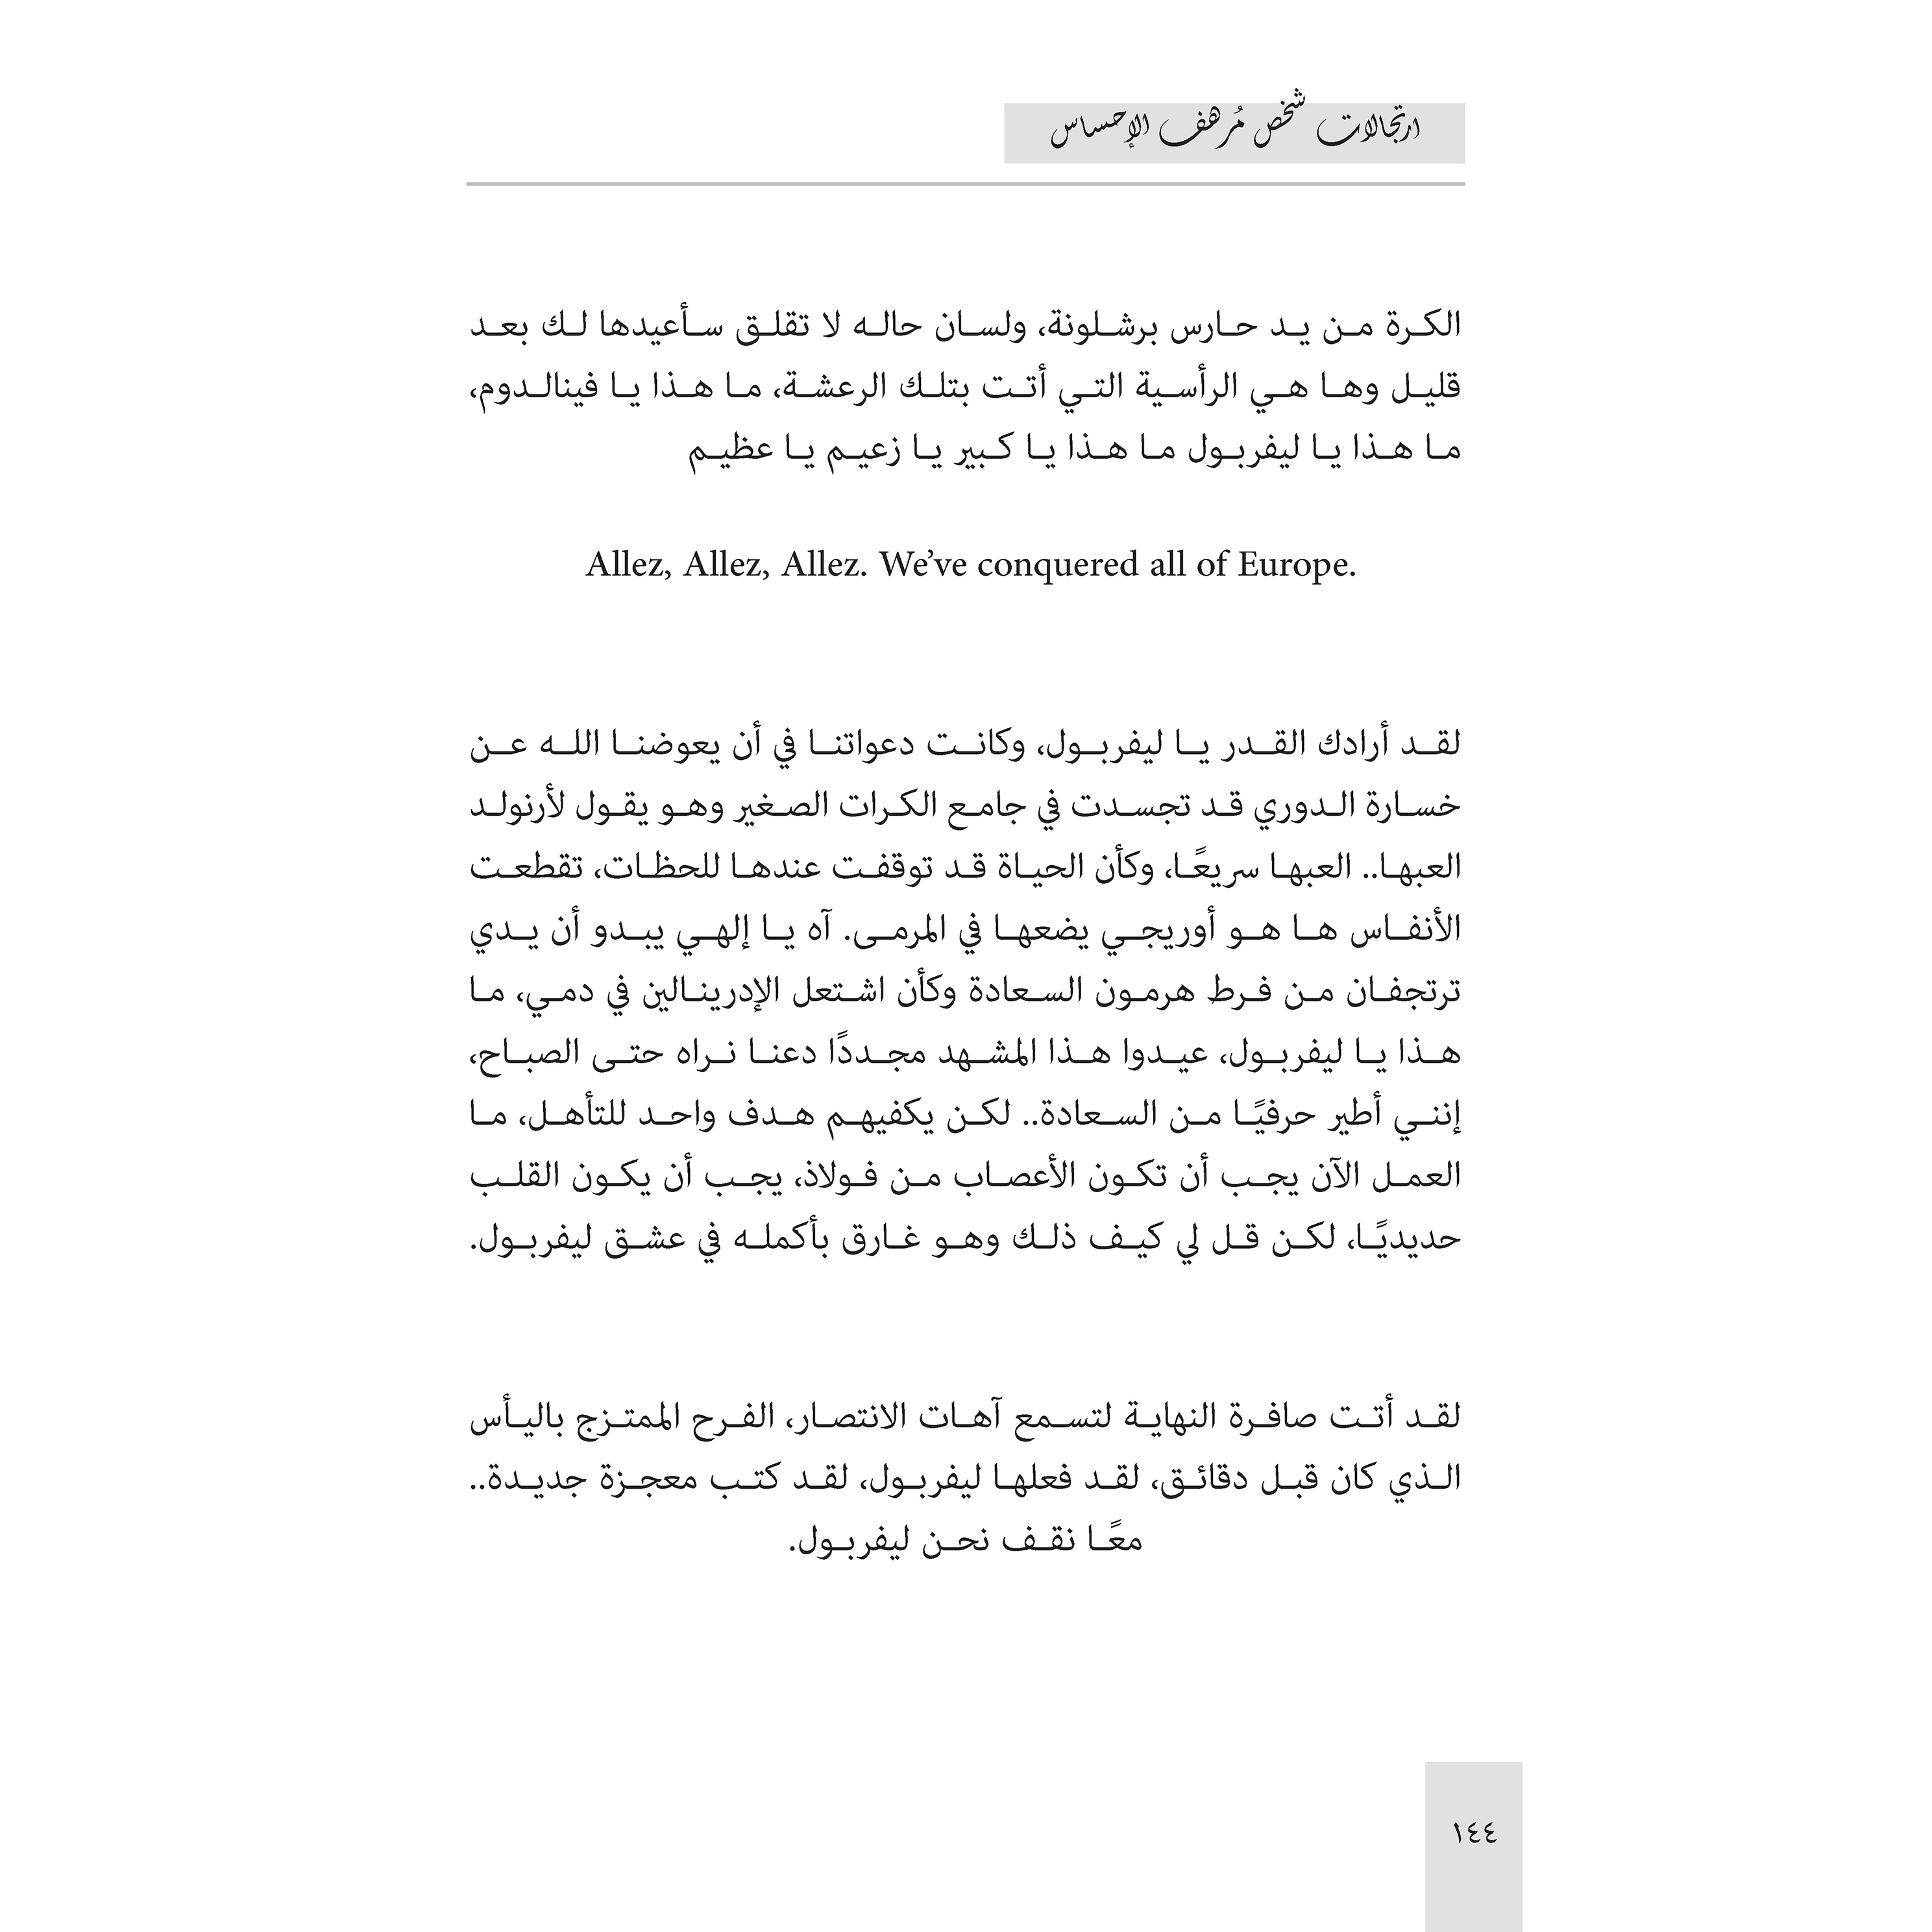 ارتجالات شخص مُرهف الإحساس
الكرة من يد حارس برشلونة، ولسان حاله لا تقلق سأعيدها لك بعد
قليل وها هي الرأسية التي أتت بتلك الرعشة، ما هذا يا فينالدوم،
ما هذا يا ليفربول ما هذا يا كبير يا زعيم يا عظيم
Allez, Allez, Allez. We’ve conquered all of Europe.
لقد أرادك القدر يا ليفربول، وكانت دعواتنا في أن يعوضنا الله عن
خسارة الدوري قد تجسدت في جامع الكرات الصغير وهو يقول لأرنولد
العبها.. العبها سريعًا، وكأن الحياة قد توقفت عندها للحظات، تقطعت
الأنفاس ها هو أوريجي يضعها في المرمى. آه يا إلهي يبدو أن يدي
ترتجفان من فرط هرمون السعادة وكأن اشتعل الإدرينالين في دمي، ما
هذا يا ليفربول، عيدوا هذا المشهد مجددًا دعنا نراه حتى الصباح،
إنني أطير حرفيًا من السعادة.. لكن يكفيهم هدف واحد للتأهل، ما
العمل الآن يجب أن تكون الأعصاب من فولاذ، يجب أن يكون القلب
حديديًا، لكن قل لي كيف ذلك وهو غارق بأكمله في عشق ليفربول.
لقد أتت صافرة النهاية لتسمع آهات الانتصار، الفرح الممتزج باليأس
الذي كان قبل دقائق، لقد فعلها ليفربول، لقد كتب معجزة جديدة..
معًا نقف نحن ليفربول.
١٤٤